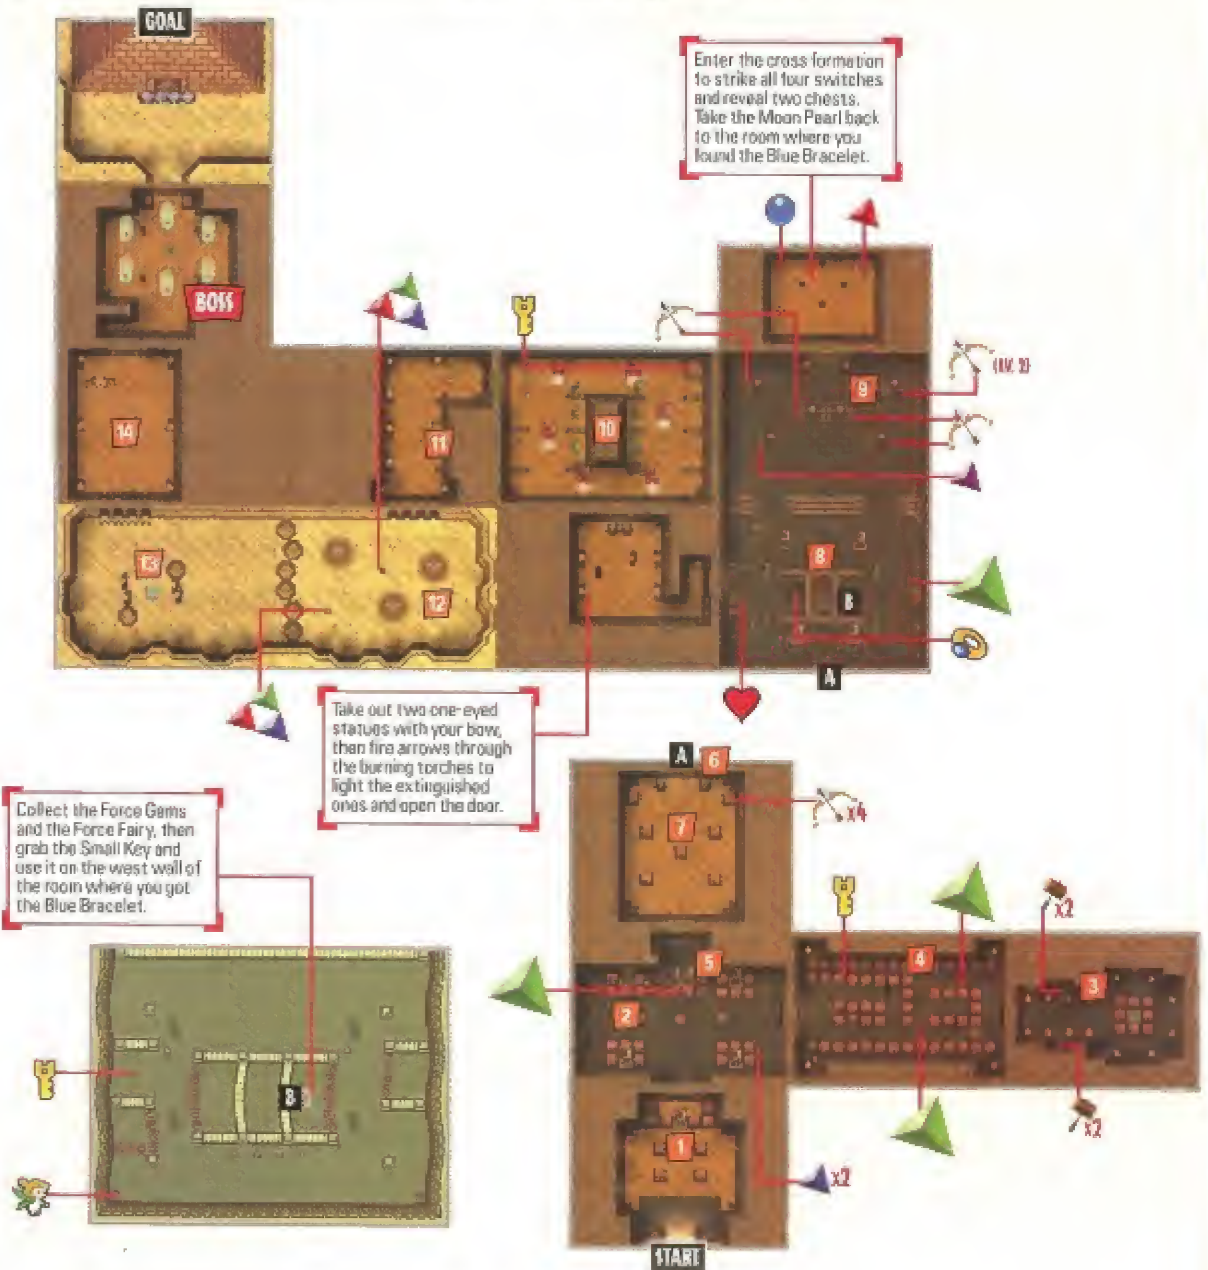 GOAL
Enter the cross formation
to strike all four switches
and reveal two chests.
Take the Moon Pearl back
to the room where you
found the Blue Bracelet.
BOSS
(LV. 2)
9
14
11
10
13
12
8
B
A
Take out two one-eyed
statues with your bow,
then fire arrows through
the burning torches to
light the extinguished
ones and open the door.
A
6
7
x4
Collect the Force Gems
and the Force Fairy, then
grab the Small Key and
use it on the west wall of
the room where you got
the Blue Bracelet.
x2
5
4
3
2
B
x2
1
x2
START